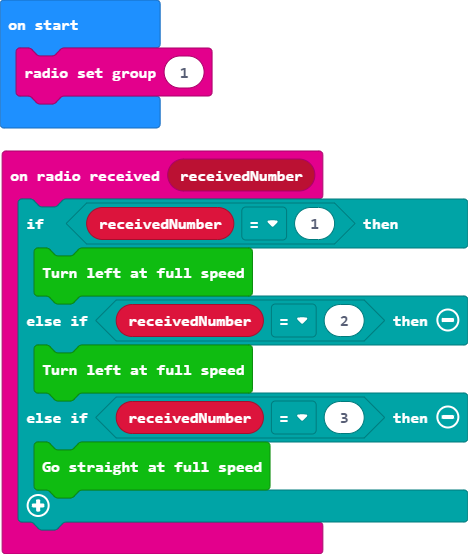 on start
radio set group 1
on radio received receivedNumber
if receivedNumber = 1 then
Turn left at full speed
else if receivedNumber = 2 then
Turn left at full speed
else if receivedNumber = 3 then
Go straight at full speed